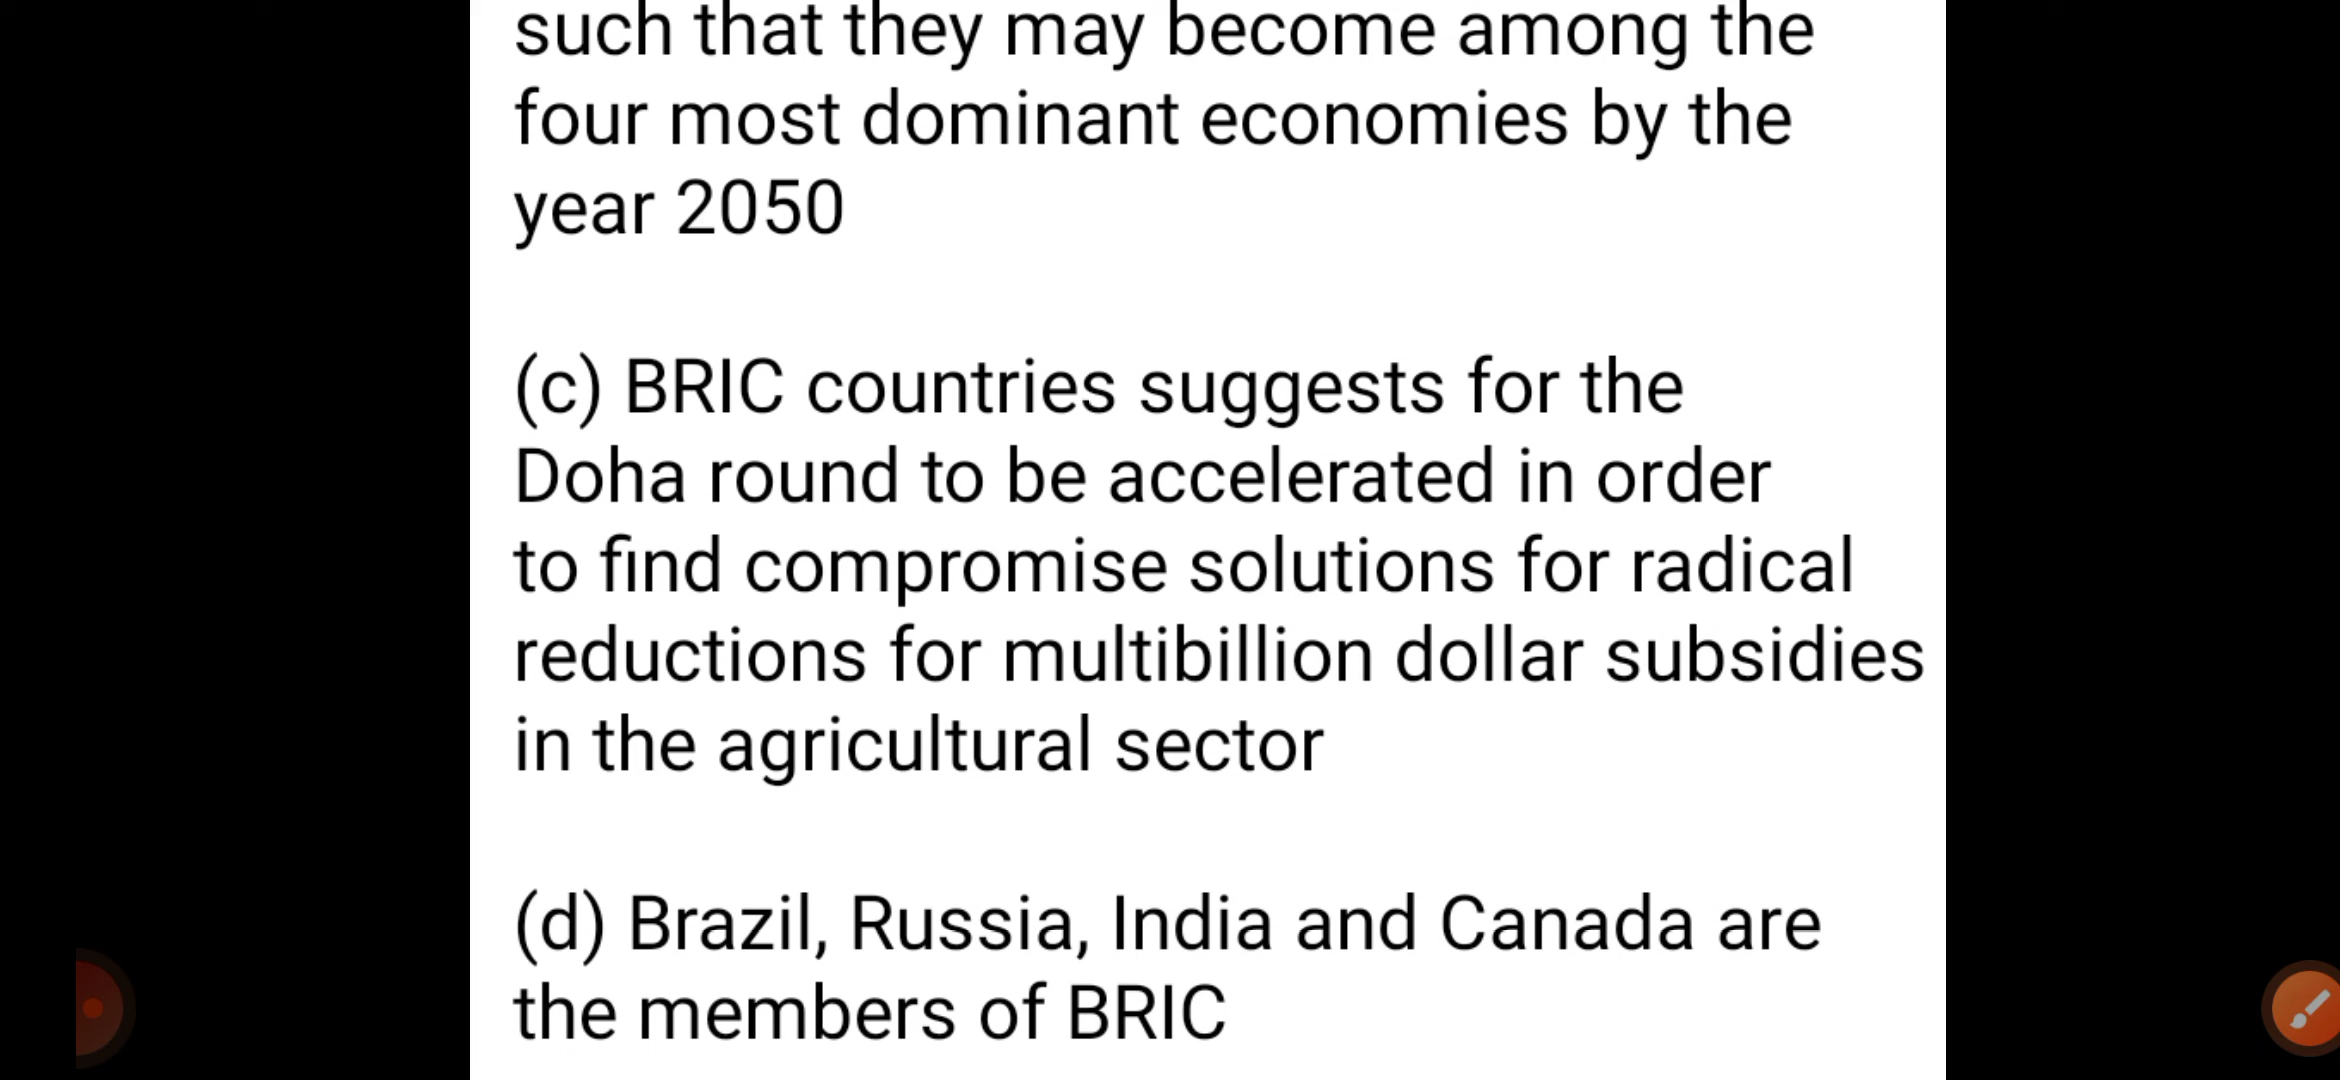 such that they may become among the
four most dominant economies by the
year 2050
(c) BRIC countries suggests for the
Doha round to be accelerated in order
to find compromise solutions for radical
reductions for multibillion dollar subsidies
in the agricultural sector
(d) Brazil, Russia, India and Canada are
the members of BRIC